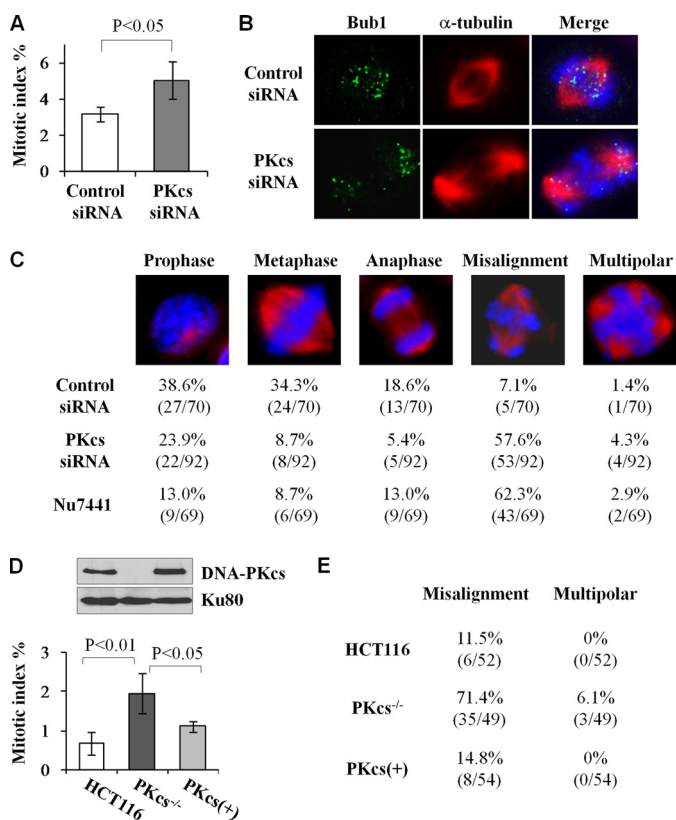 A
P<0.05
Mitotic index %
6
4
2
0
Control
siRNA
PKcs
siRNA
B
Bub1 α-tubulin Merge
Control
siRNA
PKcs
siRNA
C
Prophase Metaphase Anaphase Misalignment Multipolar
Control
siRNA
38.6% 34.3% 18.6% 7.1% 1.4%
(27/70) (24/70) (13/70) (5/70) (1/70)
PKcs
siRNA
23.9% 8.7% 5.4% 57.6% 4.3%
(22/92) (8/92) (5/92) (53/92) (4/92)
Nu7441
13.0% 8.7% 13.0% 62.3% 2.9%
(9/69) (6/69) (9/69) (43/69) (2/69)
D
DNA-PKcs
Ku80
P<0.01
P<0.05
Mitotic index %
3
2
1
0
HCT116
PKcs-/-
PKcs(+)
E
Misalignment Multipolar
HCT116
11.5% 0%
(6/52) (0/52)
PKcs-/-
71.4% 6.1%
(35/49) (3/49)
PKcs(+)
14.8% 0%
(8/54) (0/54)